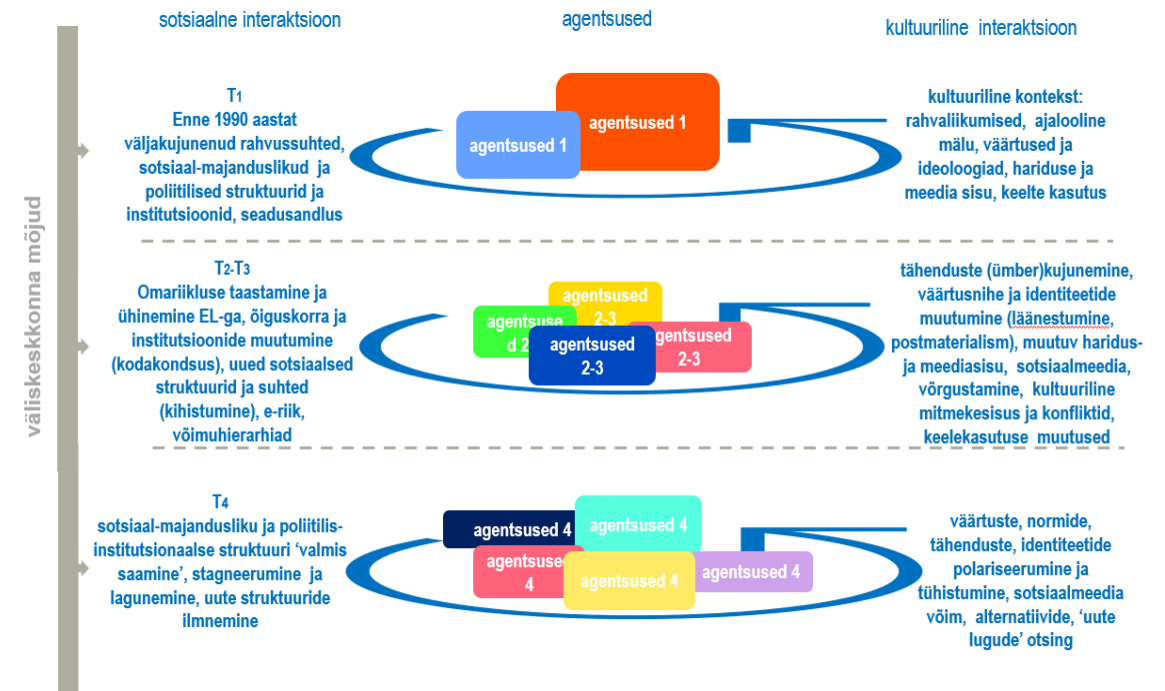 sotsiaalne interaktsioon
agentsused
kultuuriline interaktsioon
väliskeskkonna mõjud
T1
Enne 1990 aastat
väljakujunenud rahvussuhted,
sotsiaal-majanduslikud ja
poliitilised struktuurid ja
institutsioonid, seadusandlus
agentsused 1
agentsused 1
kultuuriline kontekst:
rahvaliikumised, ajalooline
mälu, väärtused ja
ideoloogiad, hariduse ja
meedia sisu, keelte kasutus
T2-T3
Omariikluse taastamine ja
ühinemine EL-ga, õiguskorra ja
institutsioonide muutumine
(kodakondsus), uued sotsiaalsed
struktuurid ja suhted
(kihistumine), e-riik,
võimuhierarhiad
agentsused
2-3
agentsuse
d 2
agentsused
2-3
gentsused
2-3
tähenduste (ümber)kujunemine,
väärtusnihe ja identiteetide
muutumine (läänestumine,
postmaterialism), muutuv haridus-
ja meediasisu, sotsiaalmeedia,
võrgustamine, kultuuriline
mitmekesisus ja konfliktid,
keelekasutuse muutused
T4
sotsiaal-majandusliku ja poliitilis-
institutsionaalse struktuuri ‘valmis
saamine’, stagneerumine ja
lagunemine, uute struktuuride
ilmnemine
agentsused 4
agentsused 4
agentsuse
4
agentsused 4
agentsused 4
väärtuste, normide,
tähenduste, identiteetide
polariseerumine ja
tühistumine, sotsiaalmeedia
võim, alternatiivide, ‘uute
lugude’ otsing